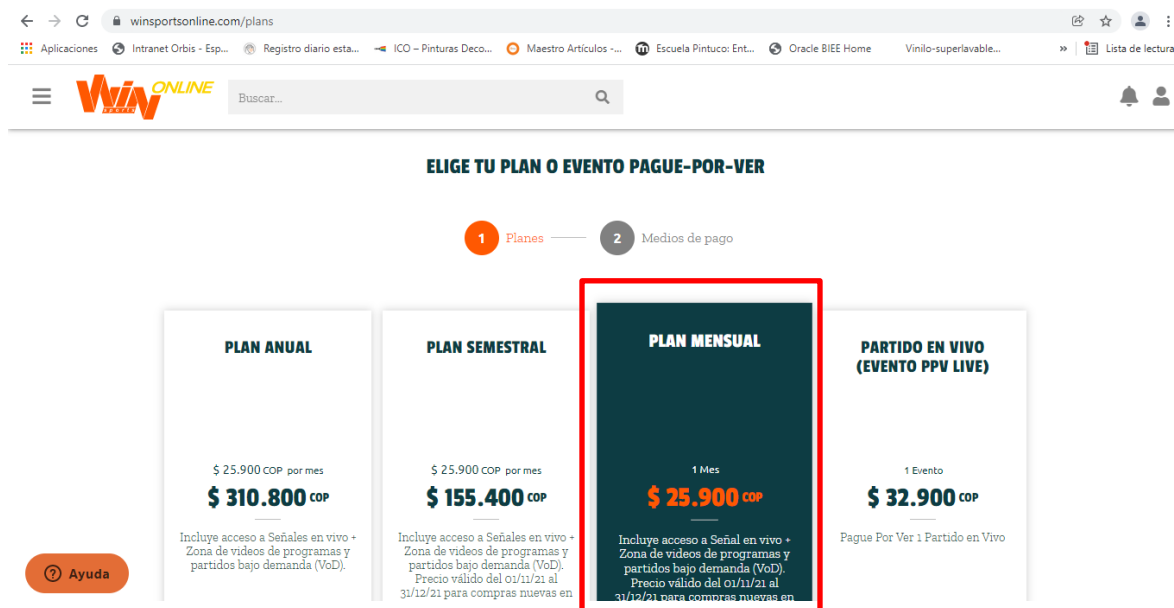 winsportsonline.com/plans
Aplicaciones
Intranet Orbis - Esp...
Registro diario esta...
ICO – Pinturas Deco...
Maestro Artículos -...
Escuela Pintuco: Ent...
Oracle BIEE Home
Vinilo-superlavable...
»
Lista de lectura
Win SPORTS ONLINE
Buscar...
ELIGE TU PLAN O EVENTO PAGUE-POR-VER
1 Planes
2 Medios de pago
PLAN ANUAL
$ 25.900 COP por mes
$ 310.800 COP
Incluye acceso a Señales en vivo +
Zona de videos de programas y
partidos bajo demanda (VoD).
PLAN SEMESTRAL
$ 25.900 COP por mes
$ 155.400 COP
Incluye acceso a Señales en vivo +
Zona de videos de programas y
partidos bajo demanda (VoD).
Precio válido del 01/11/21 al
31/12/21 para compras nuevas en
PLAN MENSUAL
1 Mes
$ 25.900 COP
Incluye acceso a Señal en vivo +
Zona de videos de programas y
partidos bajo demanda (VoD).
Precio válido del 01/11/21 al
31/12/21 para compras nuevas en
PARTIDO EN VIVO
(EVENTO PPV LIVE)
1 Evento
$ 32.900 COP
Pague Por Ver 1 Partido en Vivo
? Ayuda